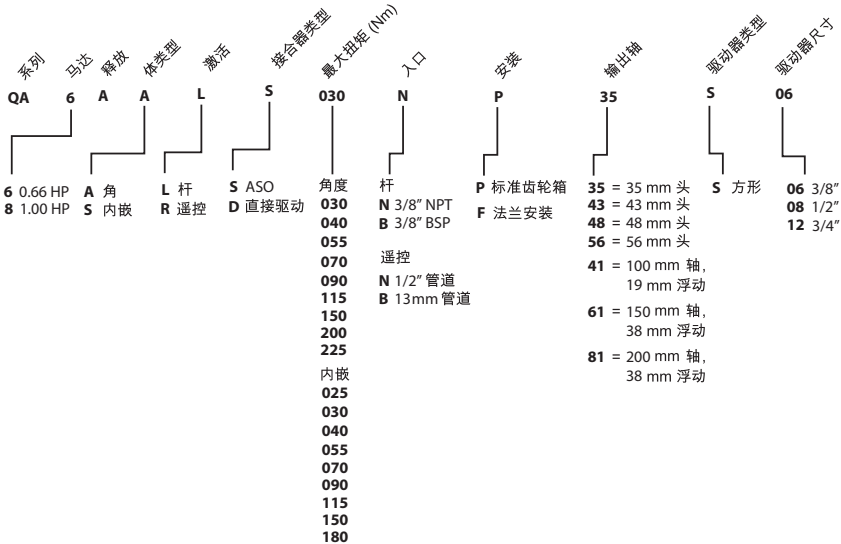 系列
马达
释放
体类型
激活
接合器类型
最大扭矩 (Nm)
入口
安装
输出轴
驱动器类型
驱动器尺寸
QA 6 A A L S 030 N P 35 S 06
6 0.66 HP
8 1.00 HP
A 角
S 内嵌
L 杆
R 遥控
S ASO
D 直接驱动
角度
030
040
055
070
090
115
150
200
225
内嵌
025
030
040
055
070
090
115
150
180
杆
N 3/8” NPT
B 3/8” BSP
遥控
N 1/2” 管道
B 13mm 管道
P 标准齿轮箱
F 法兰安装
35 = 35 mm 头
43 = 43 mm 头
48 = 48 mm 头
56 = 56 mm 头
41 = 100 mm 轴,
19 mm 浮动
61 = 150 mm 轴,
38 mm 浮动
81 = 200 mm 轴,
38 mm 浮动
S 方形
06 3/8”
08 1/2”
12 3/4”